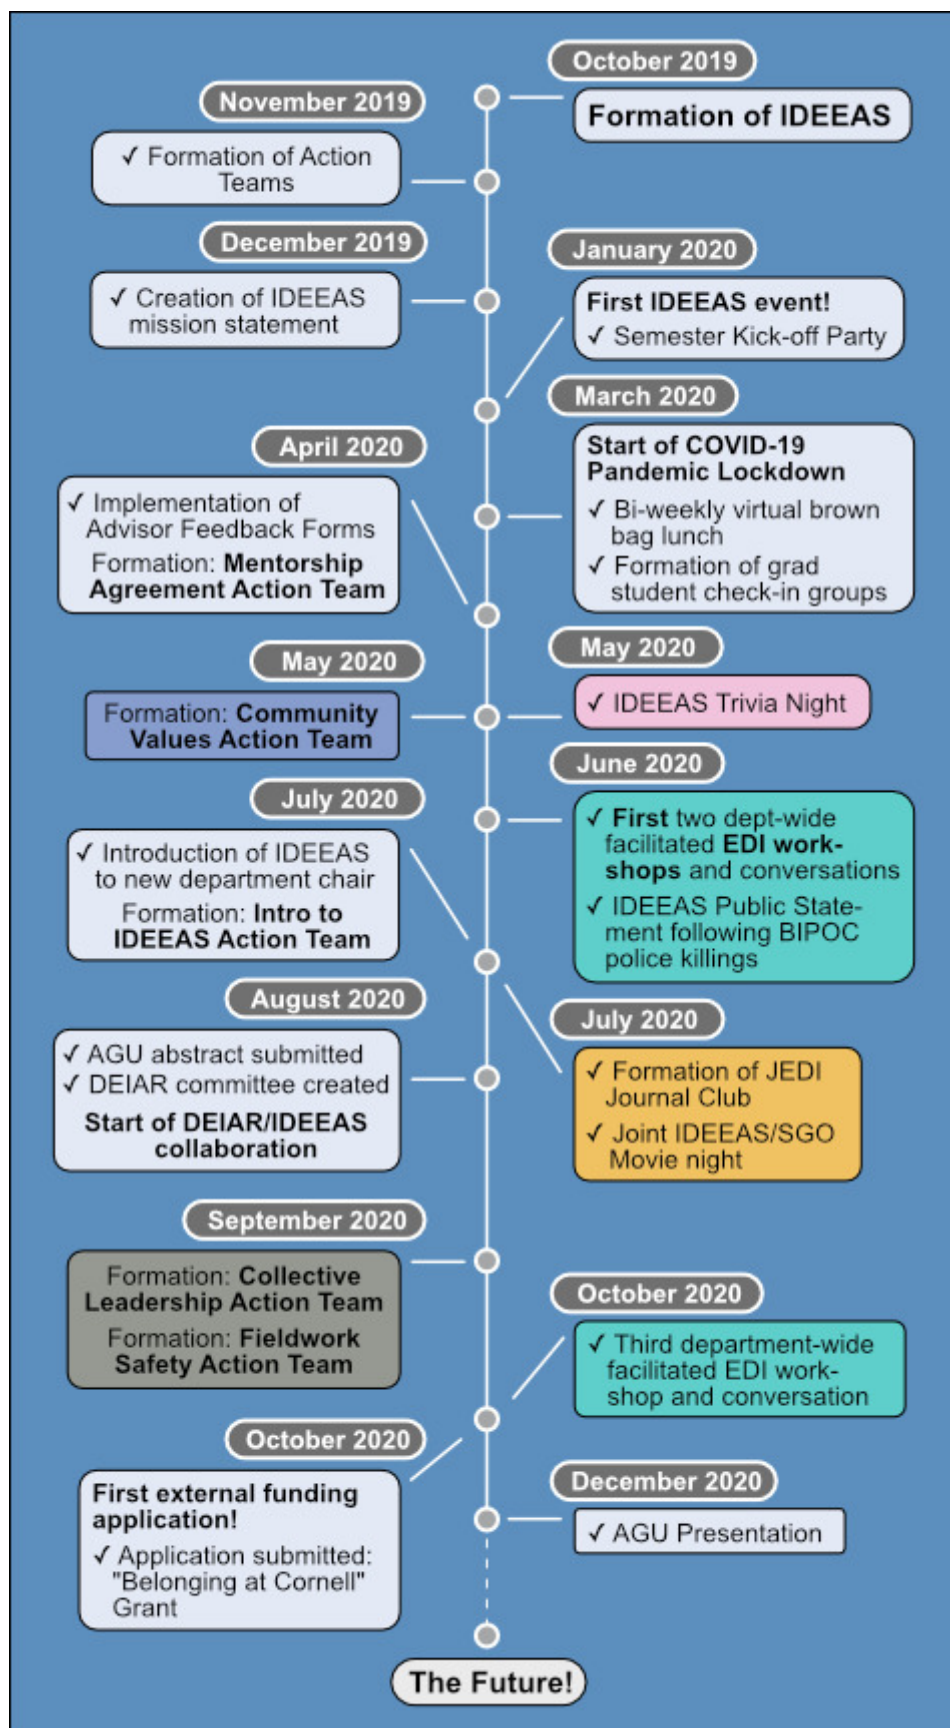 October 2019
Formation of IDEEAS
November 2019
✓ Formation of Action
Teams
December 2019
✓ Creation of IDEEAS
mission statement
January 2020
First IDEEAS event!
✓ Semester Kick-off Party
March 2020
Start of COVID-19
Pandemic Lockdown
✓ Bi-weekly virtual brown
bag lunch
✓ Formation of grad
student check-in groups
April 2020
✓ Implementation of
Advisor Feedback Forms
Formation: Mentorship
Agreement Action Team
May 2020
Formation: Community
Values Action Team
May 2020
✓ IDEEAS Trivia Night
June 2020
✓ First two dept-wide
facilitated EDI work-
shops and conversations
✓ IDEEAS Public State-
ment following BIPOC
police killings
July 2020
✓ Introduction of IDEEAS
to new department chair
Formation: Intro to
IDEEAS Action Team
July 2020
✓ Formation of JEDI
Journal Club
✓ Joint IDEEAS/SGO
Movie night
August 2020
✓ AGU abstract submitted
✓ DEIAR committee created
Start of DEIAR/IDEEAS
collaboration
September 2020
Formation: Collective
Leadership Action Team
Formation: Fieldwork
Safety Action Team
October 2020
✓ Third department-wide
facilitated EDI work-
shop and conversation
October 2020
First external funding
application!
✓ Application submitted:
"Belonging at Cornell"
Grant
December 2020
✓ AGU Presentation
The Future!